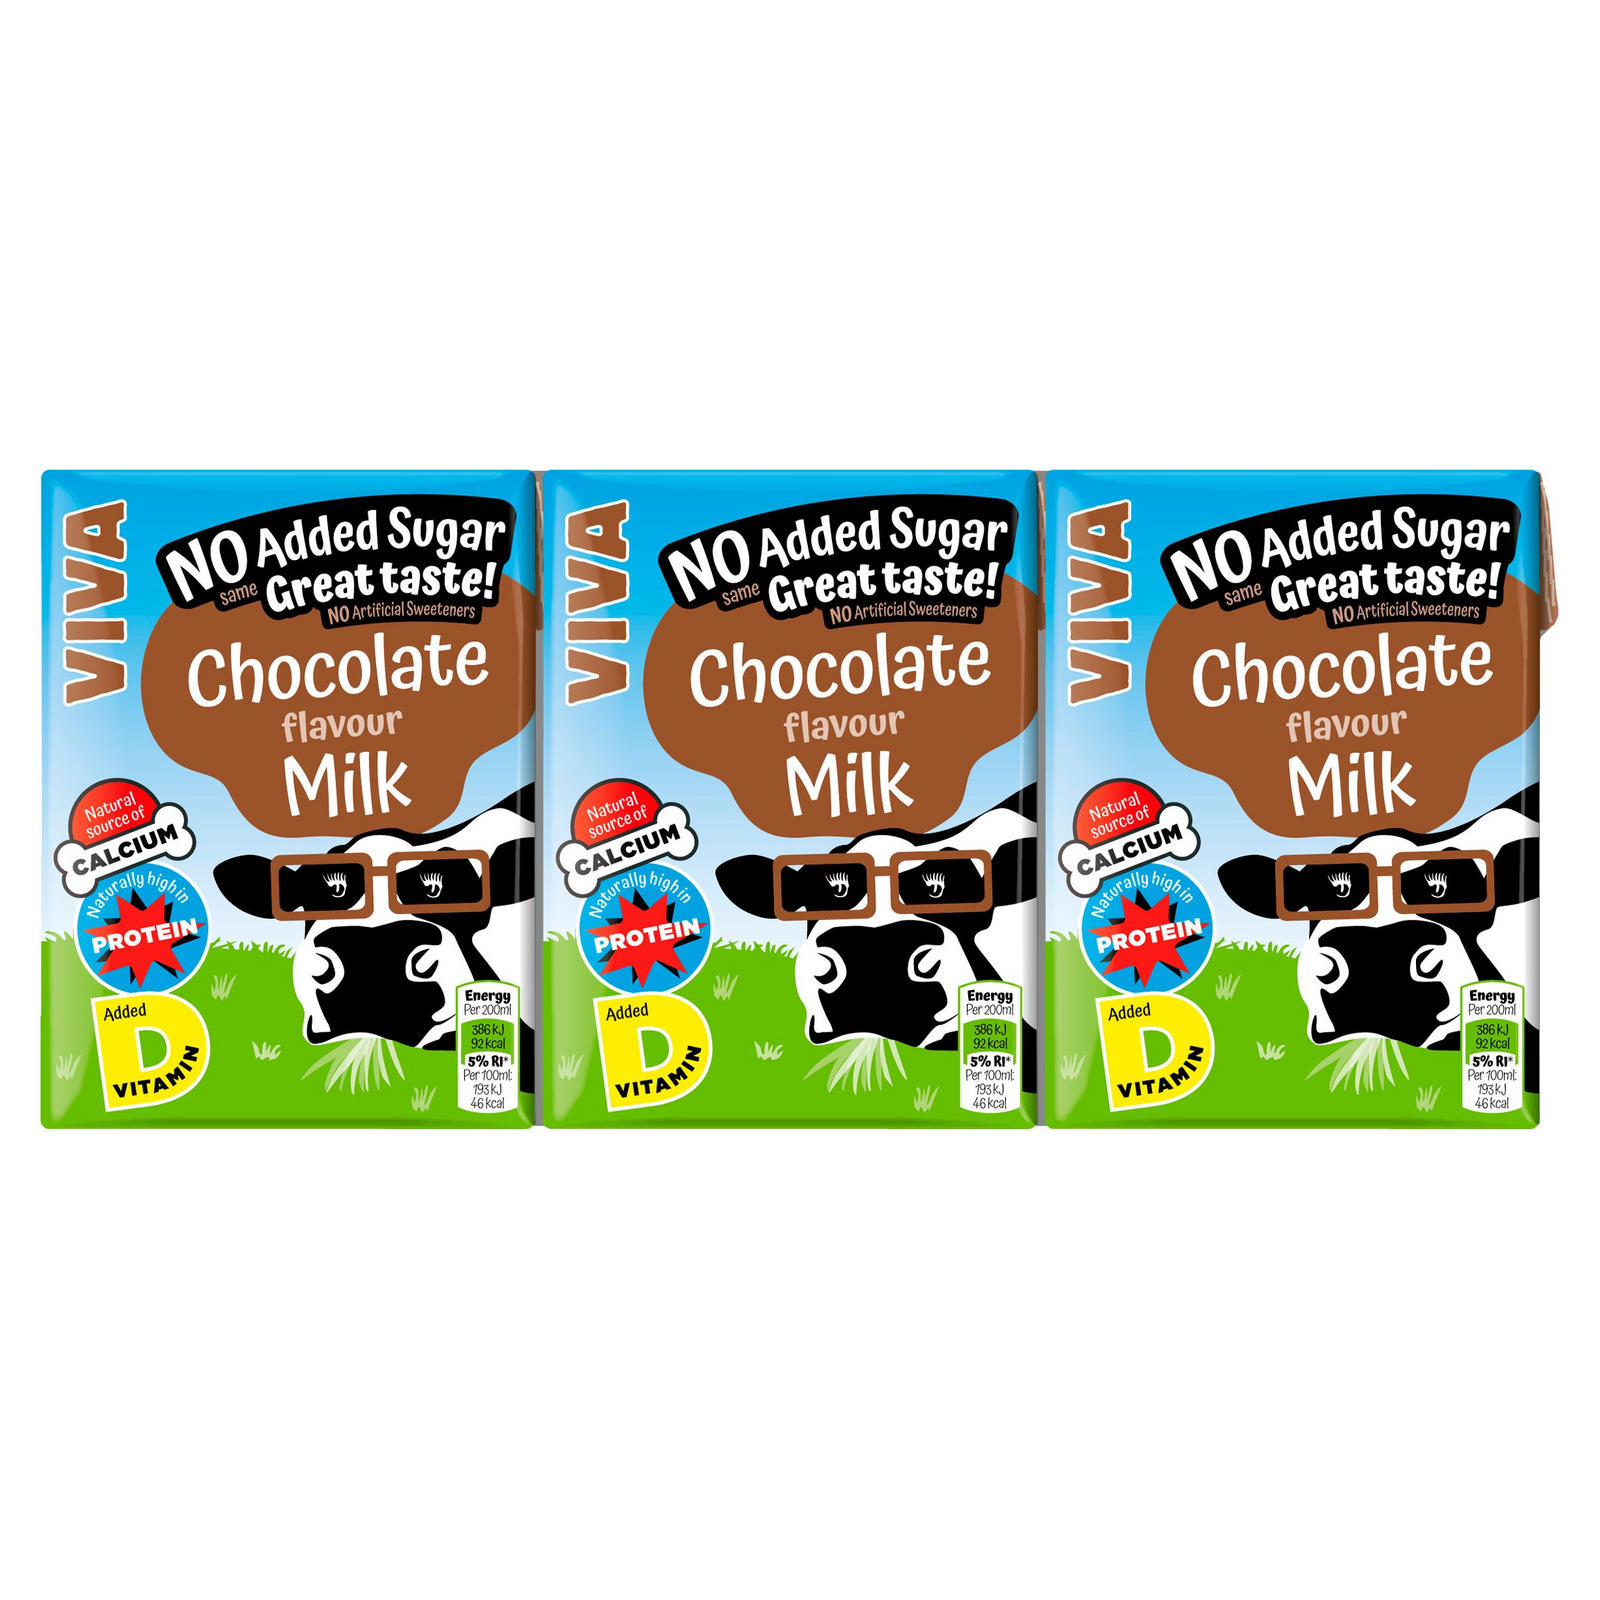 VIVA
NO Added Sugar
same Great taste!
NO Artificial Sweeteners
Chocolate
flavour
Milk
Natural
source of
CALCIUM
Naturally high in
PROTEIN
Added
D
VITAMIN
Energy
Per 200ml
386 kJ
92 kcal
5% RI*
Per 100ml:
193 kJ
46 kcal
VIVA
NO Added Sugar
same Great taste!
NO Artificial Sweeteners
Chocolate
flavour
Milk
Natural
source of
CALCIUM
Naturally high in
PROTEIN
Added
D
VITAMIN
Energy
Per 200ml
386 kJ
92 kcal
5% RI*
Per 100ml:
193 kJ
46 kcal
VIVA
NO Added Sugar
same Great taste!
NO Artificial Sweeteners
Chocolate
flavour
Milk
Natural
source of
CALCIUM
Naturally high in
PROTEIN
Added
D
VITAMIN
Energy
Per 200ml
386 kJ
92 kcal
5% RI*
Per 100ml:
193 kJ
46 kcal